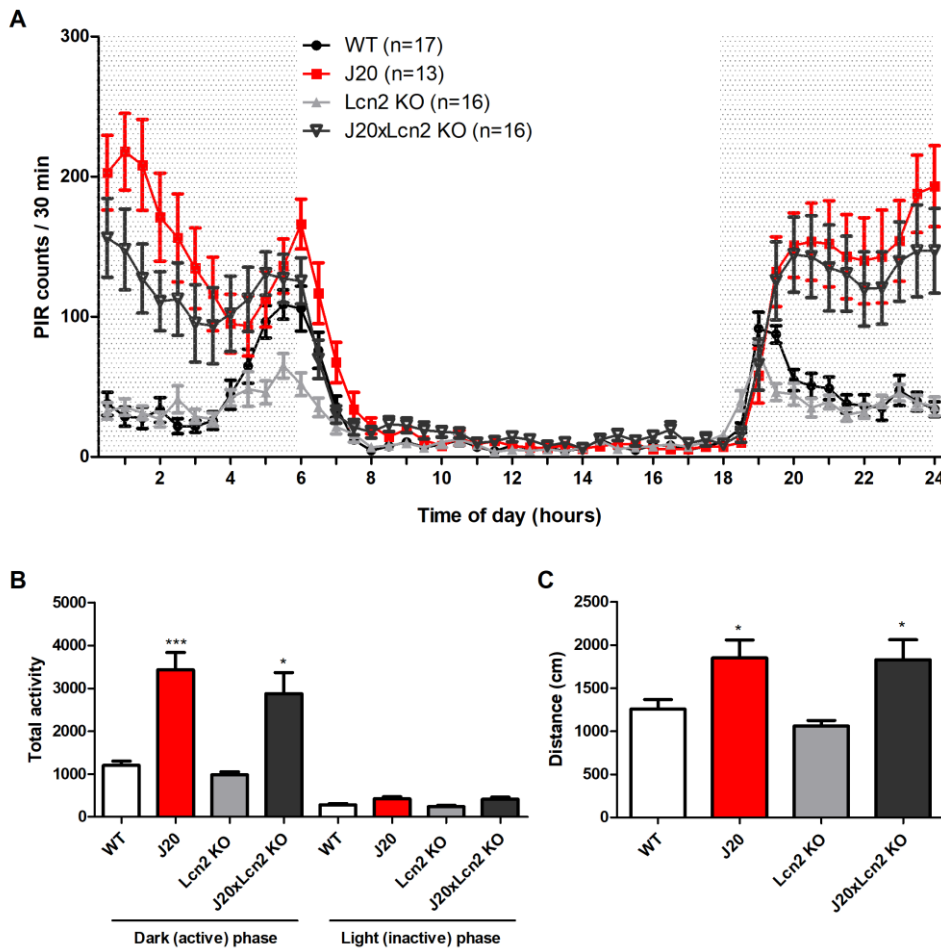 A
300
200
100
0
PIR counts / 30 min
WT (n=17)
J20 (n=13)
Lcn2 KO (n=16)
J20xLcn2 KO (n=16)
2 4 6 8 10 12 14 16 18 20 22 24
Time of day (hours)
B
5000
4000
3000
2000
1000
0
Total activity
*** *
WT J20 Lcn2 KO J20xLcn2 KO WT J20 Lcn2 KO J20xLcn2 KO
Dark (active) phase Light (inactive) phase
C
2500
2000
1500
1000
500
0
Distance (cm)
* *
WT J20 Lcn2 KO J20xLcn2 KO